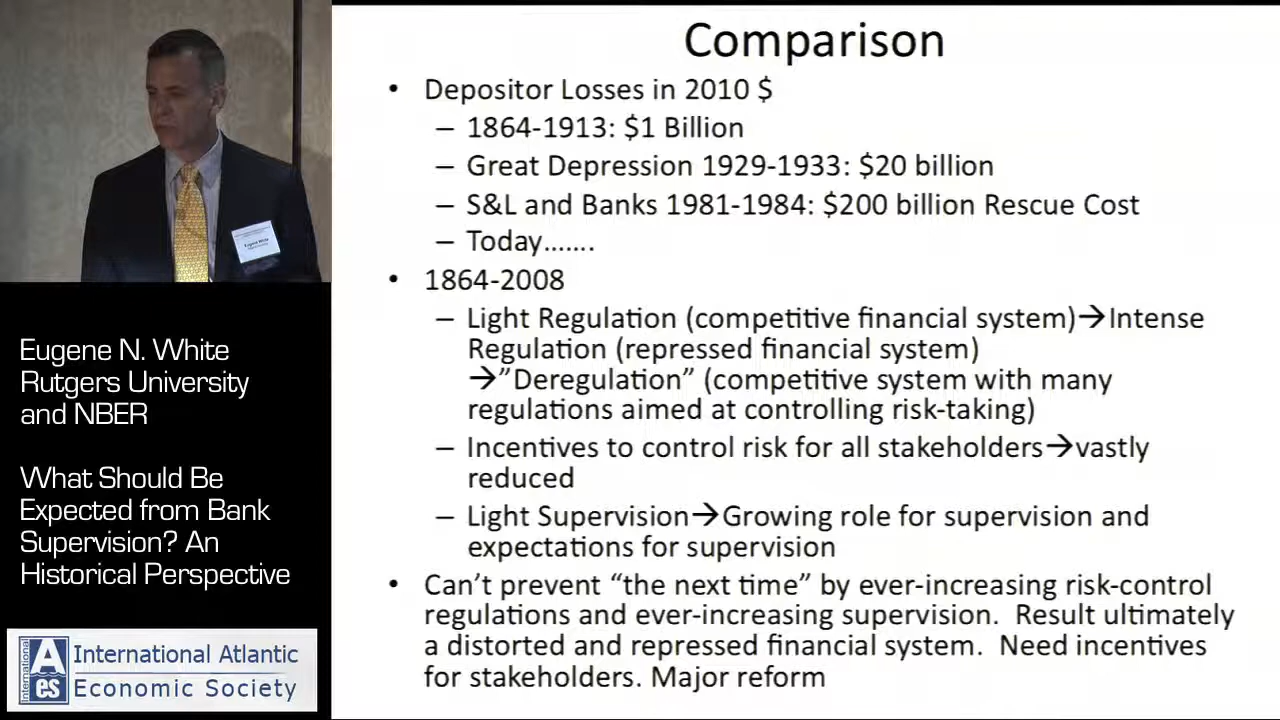 Comparison
• Depositor Losses in 2010 $
– 1864-1913: $1 Billion
– Great Depression 1929-1933: $20 billion
– S&L and Banks 1981-1984: $200 billion Rescue Cost
– Today…….
• 1864-2008
– Light Regulation (competitive financial system)→Intense
Regulation (repressed financial system)
→”Deregulation” (competitive system with many
regulations aimed at controlling risk-taking)
– Incentives to control risk for all stakeholders→vastly
reduced
– Light Supervision→Growing role for supervision and
expectations for supervision
• Can’t prevent “the next time” by ever-increasing risk-control
regulations and ever-increasing supervision. Result ultimately
a distorted and repressed financial system. Need incentives
for stakeholders. Major reform
Eugene White
Eugene N. White
Rutgers University
and NBER
What Should Be
Expected from Bank
Supervision? An
Historical Perspective
International
A
es
International Atlantic
Economic Society